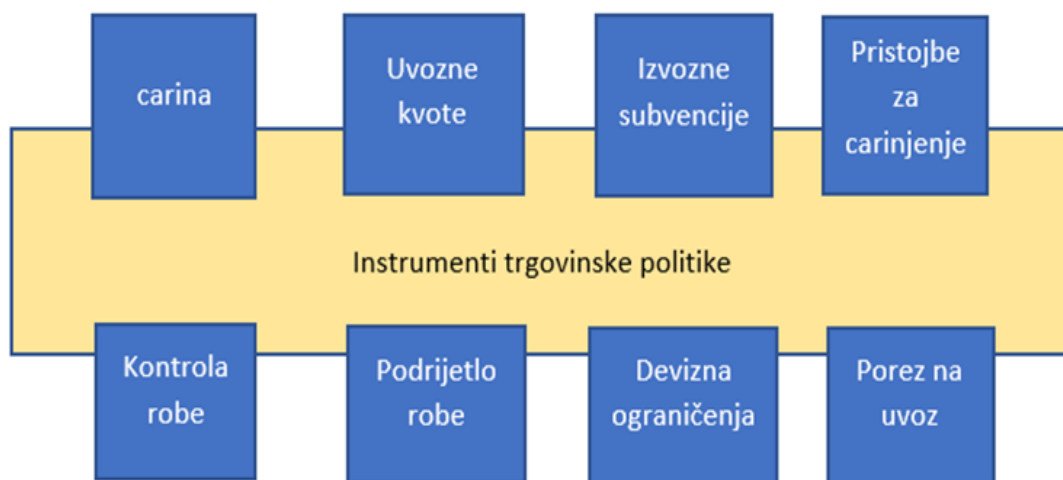 carina
Uvozne
kvote
Izvozne
subvencije
Pristojbe
za
carinjenje
Instrumenti trgovinske politike
Kontrola
robe
Podrijetlo
robe
Devizna
ograničenja
Porez na
uvoz